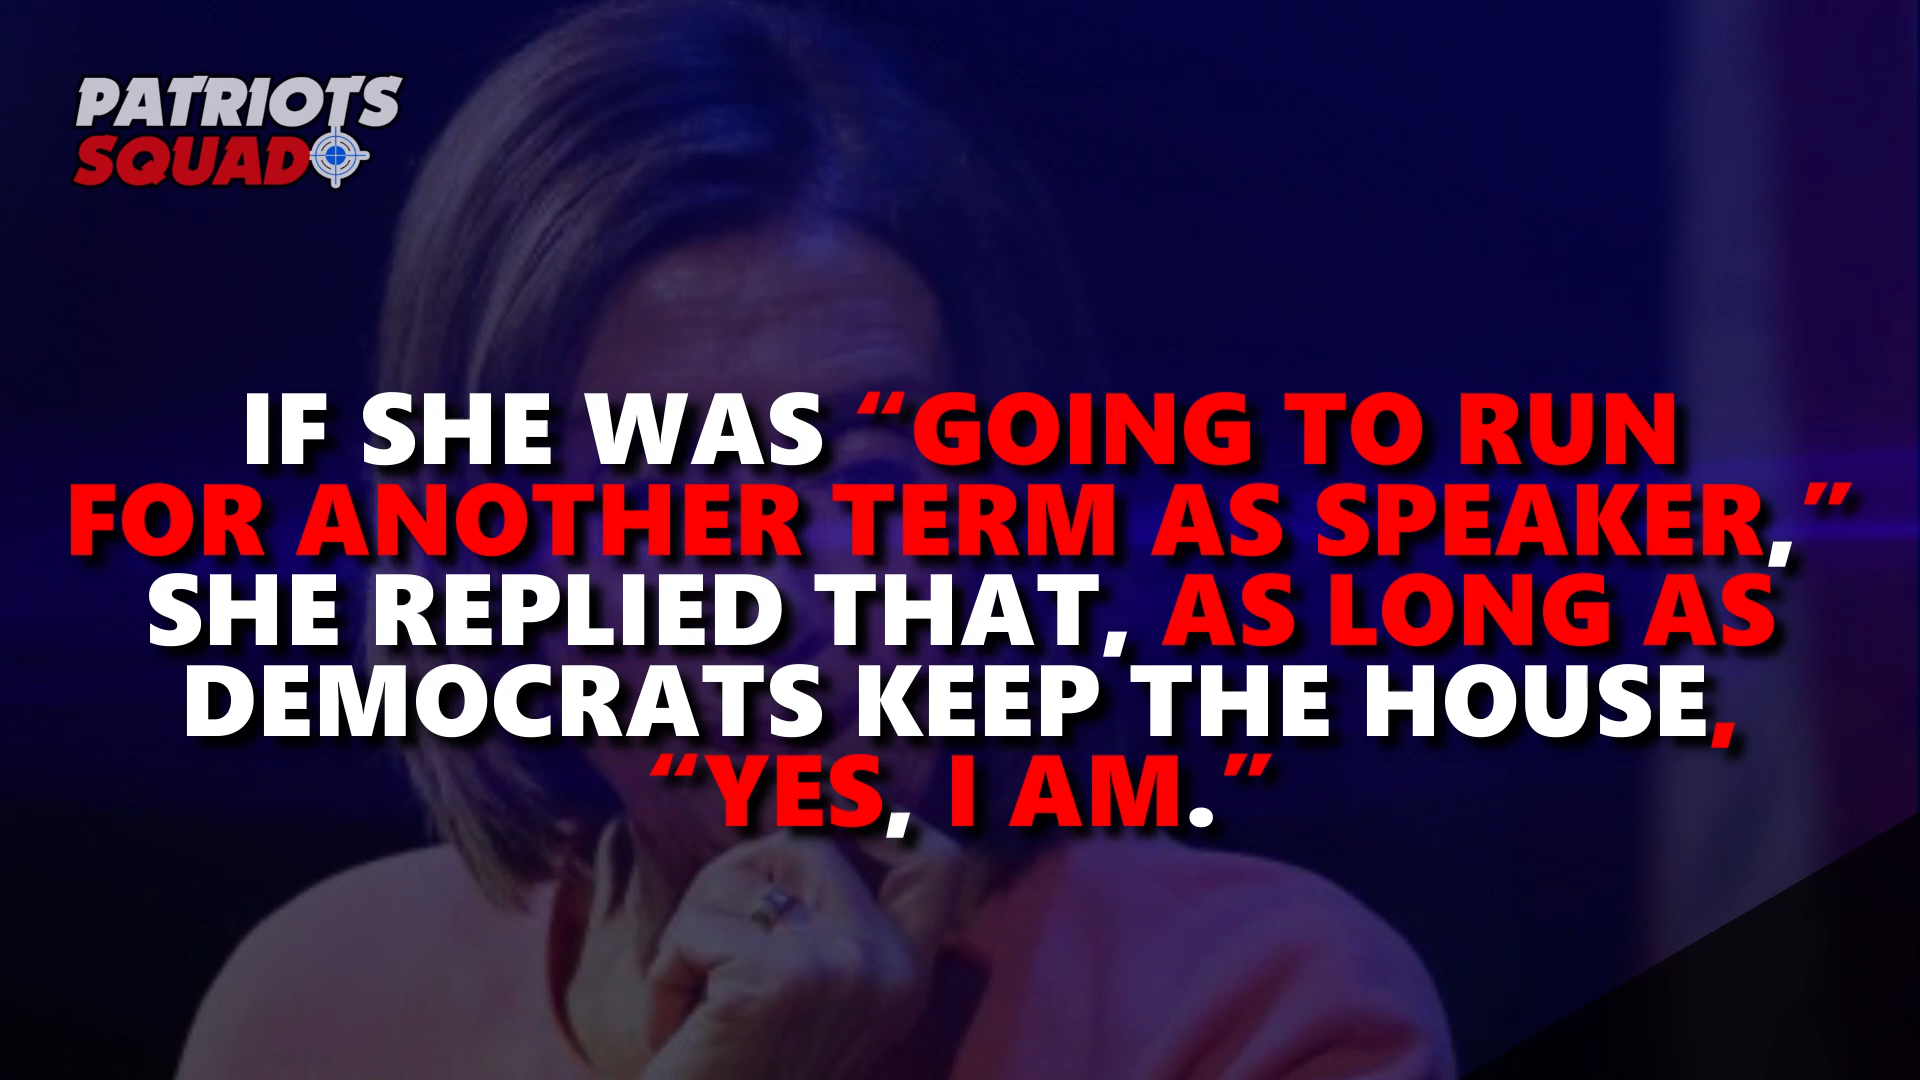 PATRIOTS
SQUAD
IF SHE WAS “GOING TO RUN
FOR ANOTHER TERM AS SPEAKER,”
SHE REPLIED THAT, AS LONG AS
DEMOCRATS KEEP THE HOUSE,
“YES, I AM.”